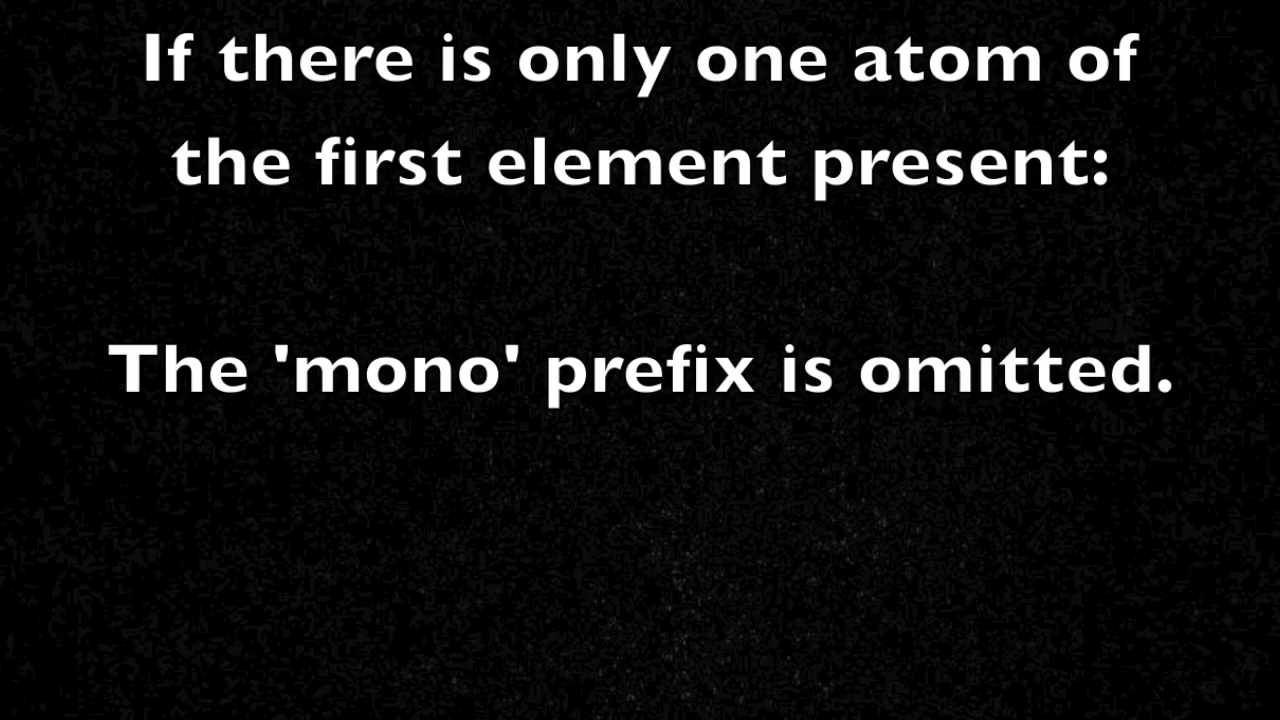 If there is only one atom of
the first element present:
The 'mono' prefix is omitted.